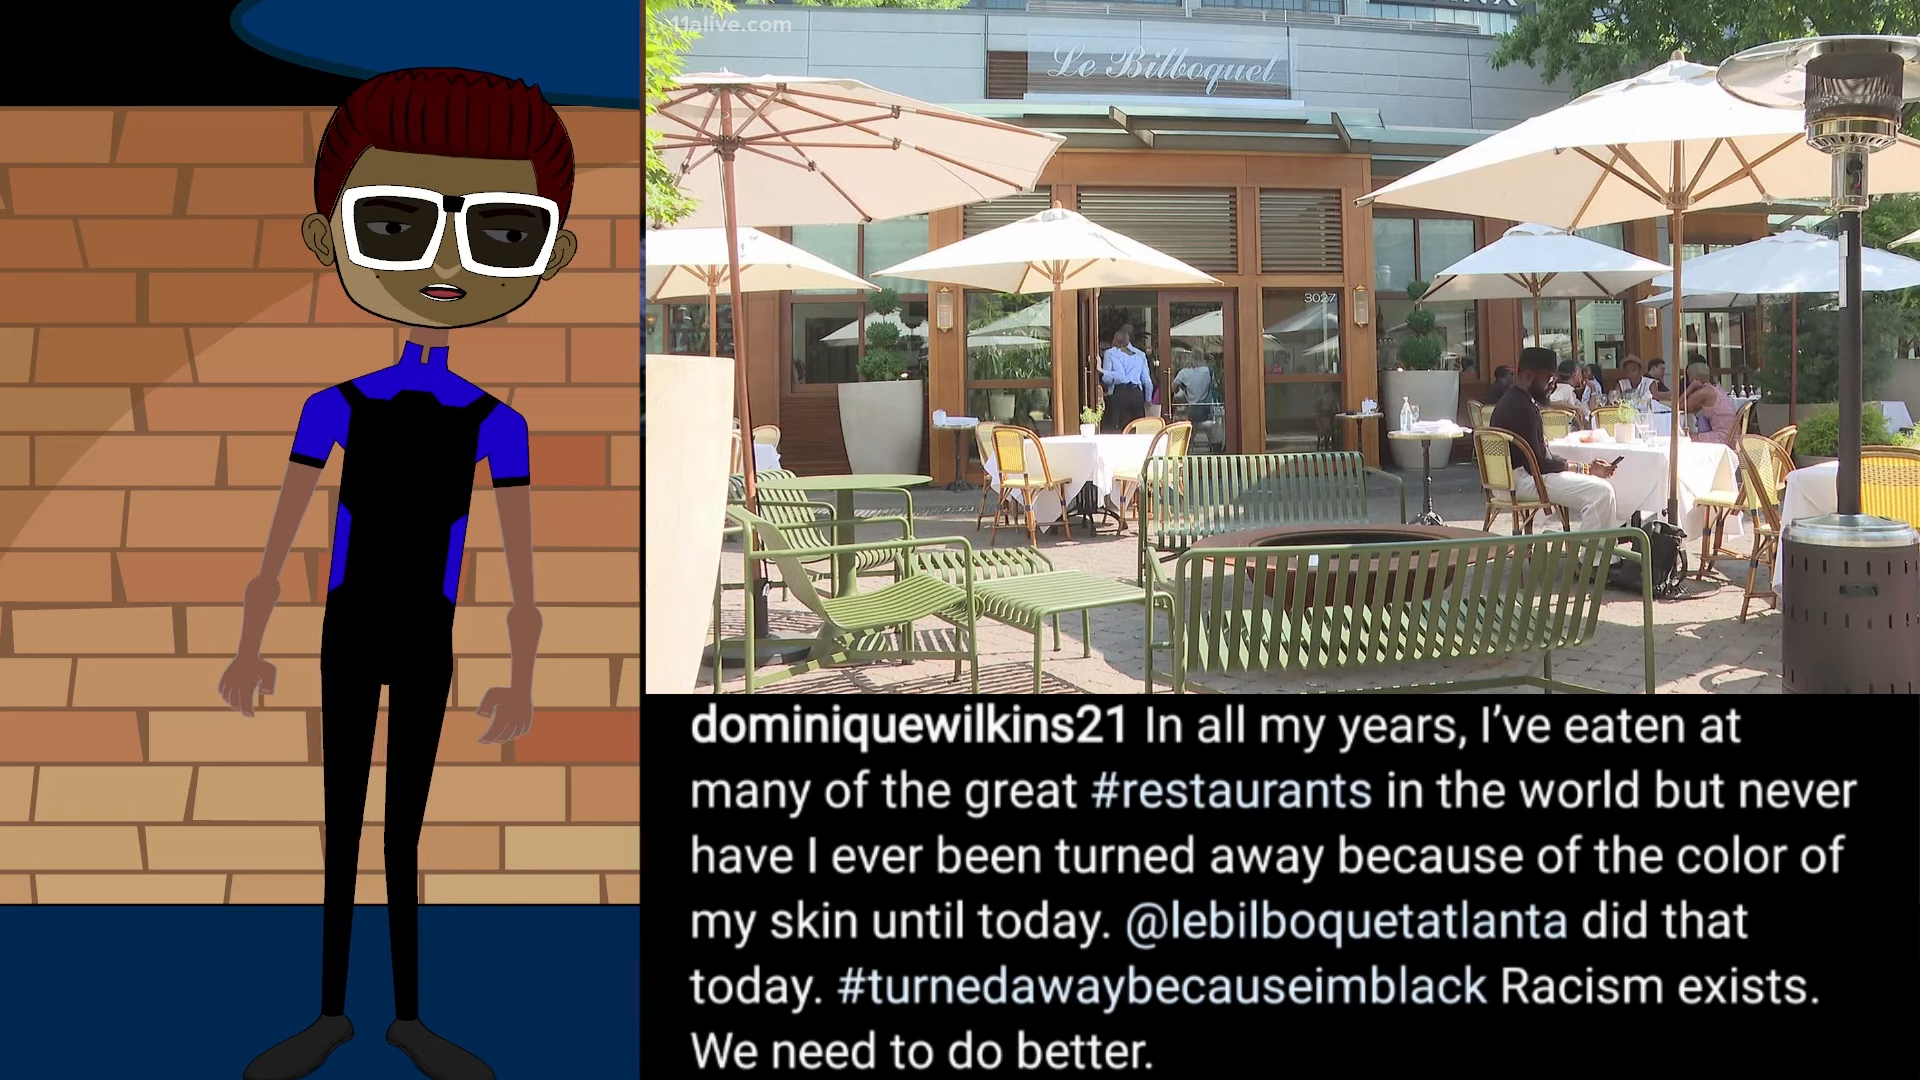 11alive.com
Le Bilboquet
3027
dominiquewilkins21 In all my years, I’ve eaten at
many of the great #restaurants in the world but never
have I ever been turned away because of the color of
my skin until today. @lebilboquetatlanta did that
today. #turnedawaybecauseimblack Racism exists.
We need to do better.